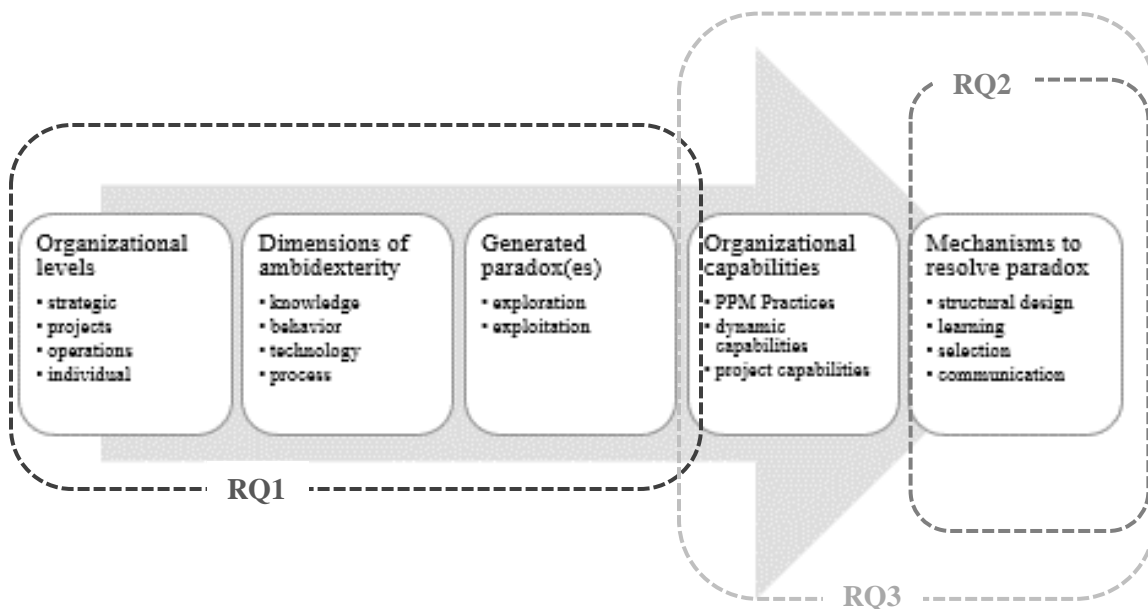 RQ2
Organizational
levels
▪ strategic
▪ projects
▪ operations
▪ individual
Dimensions of
ambidexterity
▪ knowledge
▪ behavior
▪ technology
▪ process
Generated
paradox(es)
▪ exploration
▪ exploitation
Organizational
capabilities
▪ PPM Practices
▪ dynamic
capabilities
▪ project capabilities
Mechanisms to
resolve paradox
▪ structural design
▪ learning
▪ selection
▪ communication
RQ1
RQ3